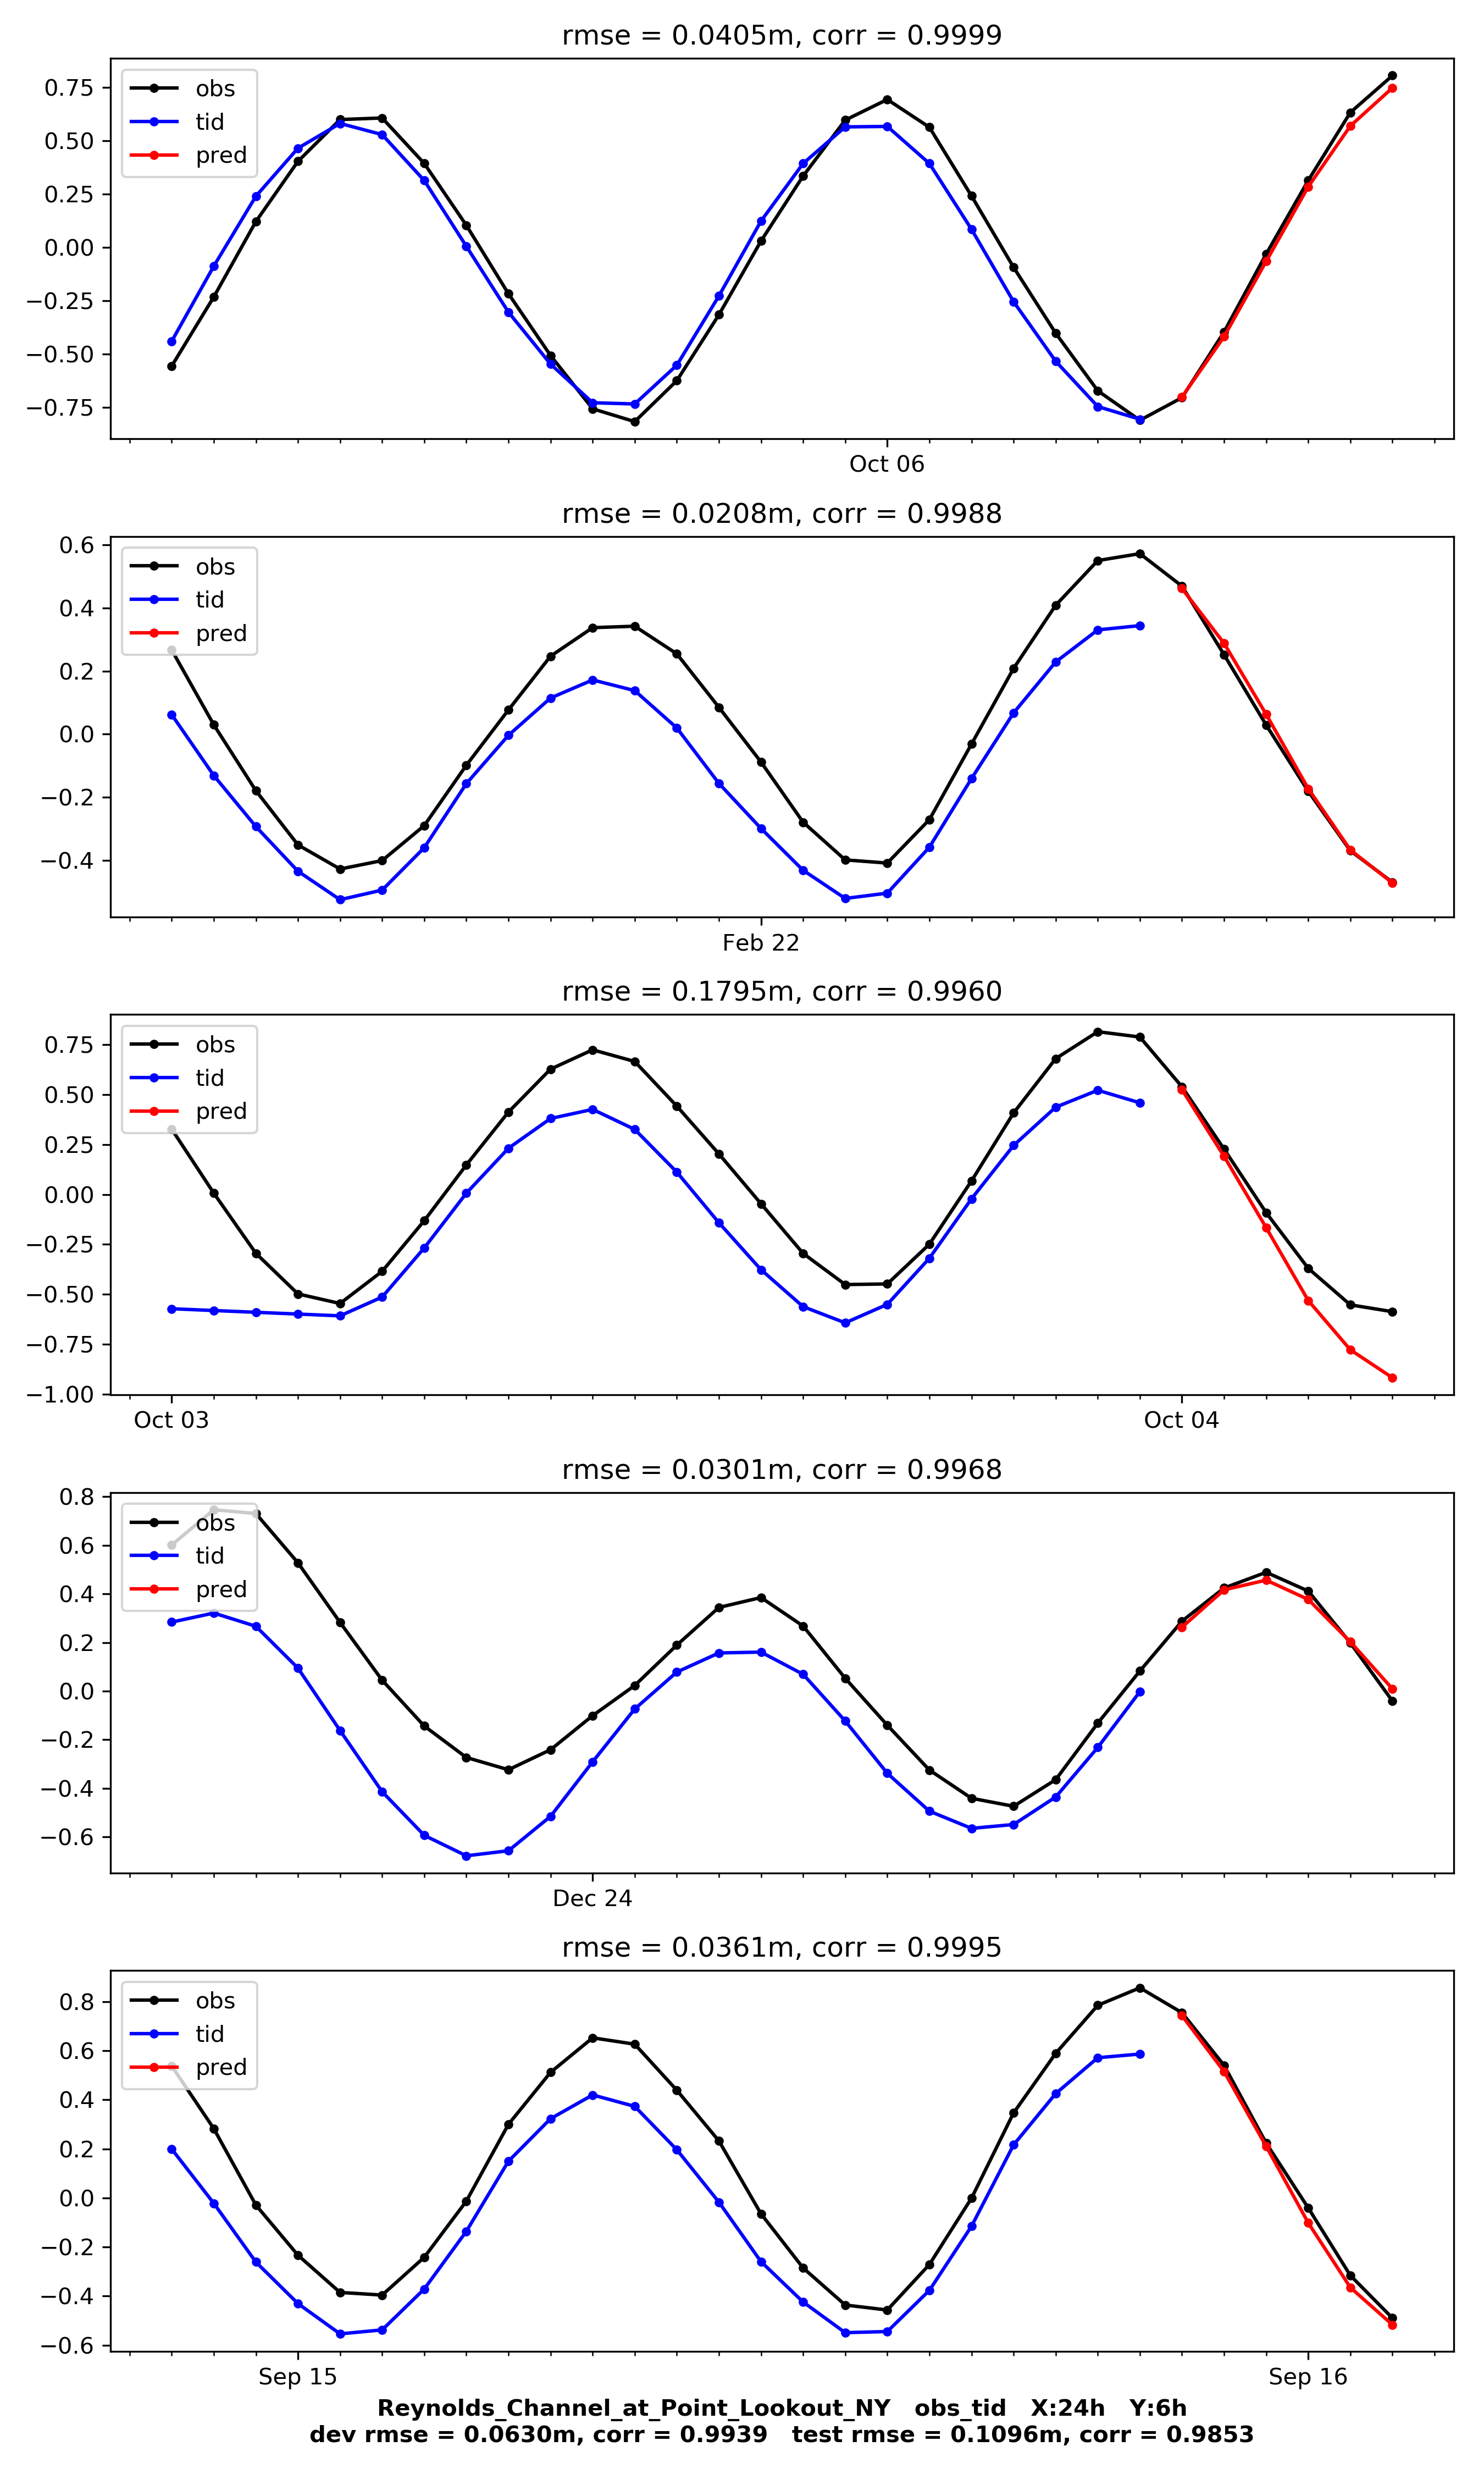 rmse = 0.0405m, corr = 0.9999
obs
tid
pred
0.75
0.50
0.25
0.00
−0.25
−0.50
−0.75
Oct 06
rmse = 0.0208m, corr = 0.9988
obs
tid
pred
0.6
0.4
0.2
0.0
−0.2
−0.4
Feb 22
rmse = 0.1795m, corr = 0.9960
obs
tid
pred
0.75
0.50
0.25
0.00
−0.25
−0.50
−0.75
−1.00
Oct 03 Oct 04
rmse = 0.0301m, corr = 0.9968
obs
tid
pred
0.8
0.6
0.4
0.2
0.0
−0.2
−0.4
−0.6
Dec 24
rmse = 0.0361m, corr = 0.9995
obs
tid
pred
0.8
0.6
0.4
0.2
0.0
−0.2
−0.4
−0.6
Sep 15 Sep 16
Reynolds_Channel_at_Point_Lookout_NY obs_tid X:24h Y:6h
dev rmse = 0.0630m, corr = 0.9939 test rmse = 0.1096m, corr = 0.9853